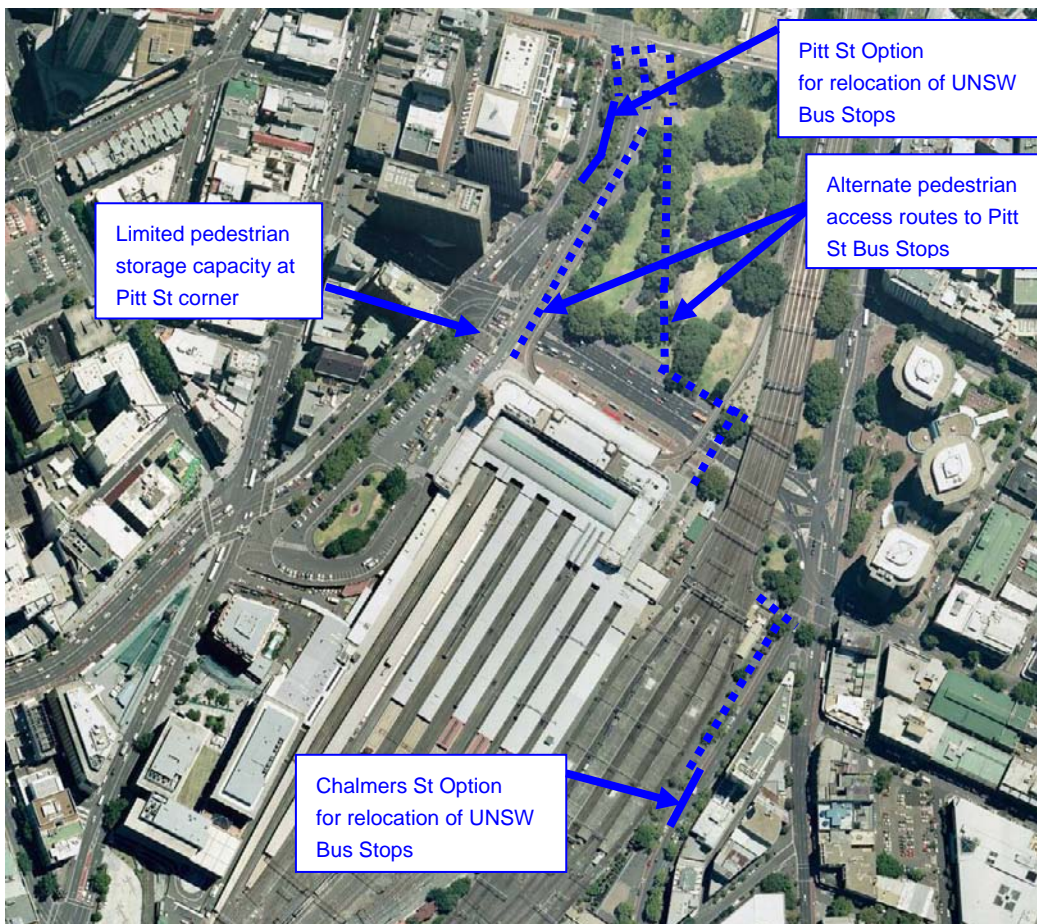 Pitt St Option
for relocation of UNSW
Bus Stops
Alternate pedestrian
access routes to Pitt
St Bus Stops
Limited pedestrian
storage capacity at
Pitt St corner
Chalmers St Option
for relocation of UNSW
Bus Stops